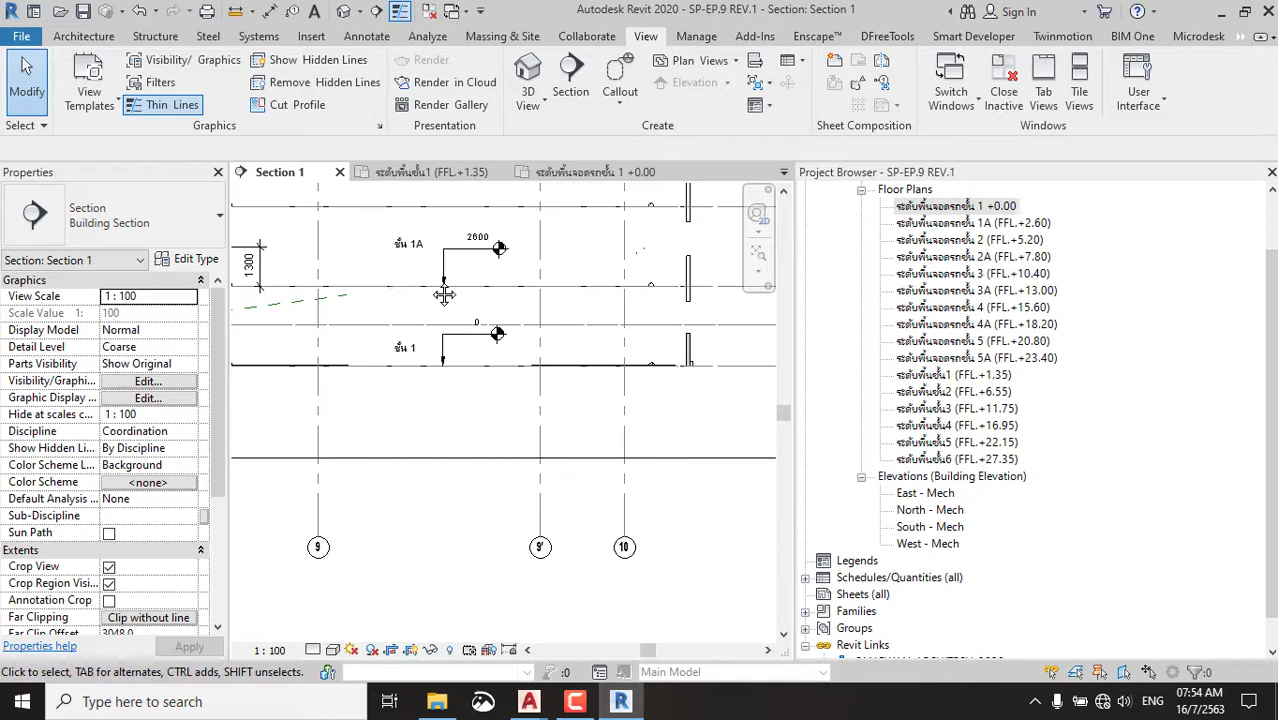 Autodesk Revit 2020 - SP-EP.9 REV.1 - Section: Section 1
Sign In
File Architecture Structure Steel Systems Insert Annotate Analyze Massing & Site Collaborate View Manage Add-Ins Enscape™ DFreeTools Twinmotion Smart Developer BIM One Microdesk
Modify
View Templates
Visibility/ Graphics
Filters
Thin Lines
Show Hidden Lines
Remove Hidden Lines
Cut Profile
Render
Render in Cloud
Render Gallery
3D View
Section
Callout
Plan Views
Elevation
Switch Windows
Close Inactive
Tab Views
Tile Views
User Interface
Select
Graphics
Presentation
Create
Sheet Composition
Windows
Properties
Section
Building Section
Section: Section 1
Edit Type
Graphics
View Scale 1 : 100
Scale Value 1: 100
Display Model Normal
Detail Level Coarse
Parts Visibility Show Original
Visibility/Graphi... Edit...
Graphic Display ... Edit...
Hide at scales c... 1 : 100
Discipline Coordination
Show Hidden Li... By Discipline
Color Scheme L... Background
Color Scheme <none>
Default Analysis ... None
Sub-Discipline
Sun Path
Extents
Crop View
Crop Region Visi...
Annotation Crop
Far Clipping Clip without line
Far Clip Offset 3048.0
Properties help
Apply
Section 1
ระดับพื้นชั้น1 (FFL.+1.35)
ระดับพื้นจอดรถชั้น 1 +0.00
2D
ชั้น 1A
2600
1300
0
ชั้น 1
9
9'
10
1 : 100
Project Browser - SP-EP.9 REV.1
Floor Plans
ระดับพื้นจอดรถชั้น 1 +0.00
ระดับพื้นจอดรถชั้น 1A (FFL.+2.60)
ระดับพื้นจอดรถชั้น 2 (FFL.+5.20)
ระดับพื้นจอดรถชั้น 2A (FFL.+7.80)
ระดับพื้นจอดรถชั้น 3 (FFL.+10.40)
ระดับพื้นจอดรถชั้น 3A (FFL.+13.00)
ระดับพื้นจอดรถชั้น 4 (FFL.+15.60)
ระดับพื้นจอดรถชั้น 4A (FFL.+18.20)
ระดับพื้นจอดรถชั้น 5 (FFL.+20.80)
ระดับพื้นจอดรถชั้น 5A (FFL.+23.40)
ระดับพื้นชั้น1 (FFL.+1.35)
ระดับพื้นชั้น2 (FFL.+6.55)
ระดับพื้นชั้น3 (FFL.+11.75)
ระดับพื้นชั้น4 (FFL.+16.95)
ระดับพื้นชั้น5 (FFL.+22.15)
ระดับพื้นชั้น6 (FFL.+27.35)
Elevations (Building Elevation)
East - Mech
North - Mech
South - Mech
West - Mech
Legends
Schedules/Quantities (all)
Sheets (all)
Families
Groups
Revit Links
Click to select, TAB for alternates, CTRL adds, SHIFT unselects.
:0
Main Model
:0
Type here to search
ENG
07:54 AM
16/7/2563